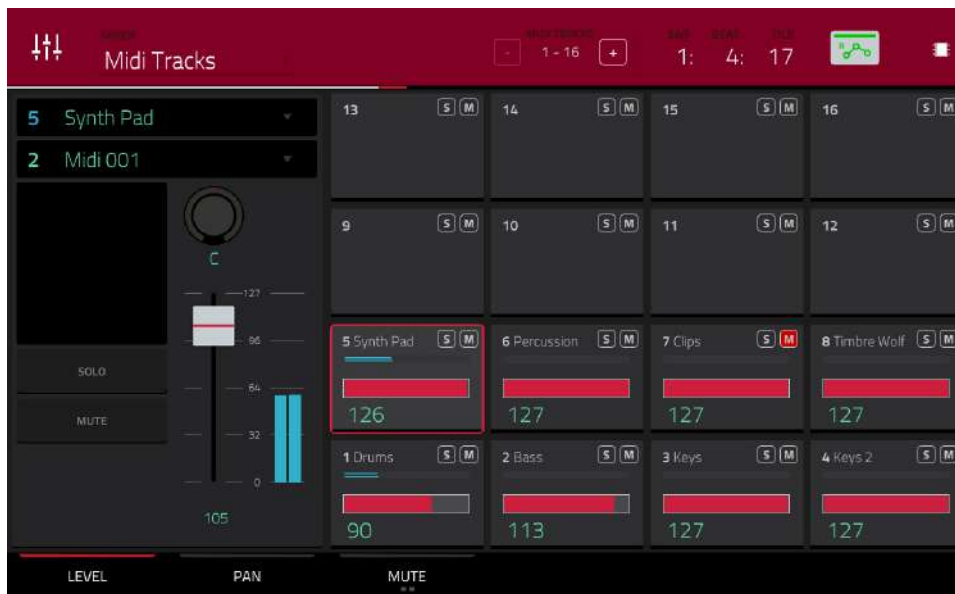 Midi Tracks
- 1 - 16 +
1: 4: 17
5 Synth Pad
2 Midi 001
C
127
96
64
32
0
105
SOLO
MUTE
13 S M
14 S M
15 S M
16 S M
9 S M
10 S M
11 S M
12 S M
5 Synth Pad S M
126
6 Percussion S M
127
7 Clips S M
127
8 Timbre Wolf S M
127
1 Drums S M
90
2 Bass S M
113
3 Keys S M
127
4 Keys 2 S M
127
LEVEL
PAN
MUTE